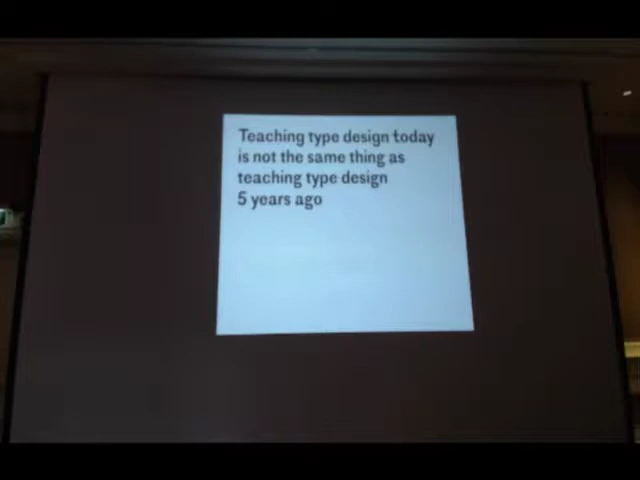 Teaching type design today
is not the same thing as
teaching type design
5 years ago